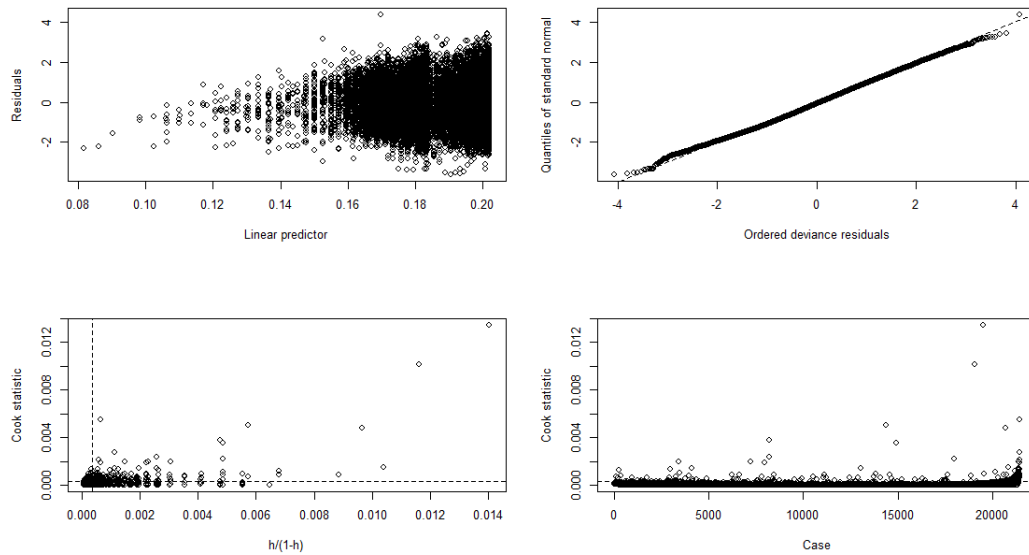 Residuals
4
2
0
2
0.08 0.10 0.12 0.14 0.16 0.18 0.20
Linear predictor
Quantiles of standard normal
4
2
0
2
-4 -2 0 2 4
Ordered deviance residuals
Cook statistic
0.012
0.008
0.004
0.000
0.000 0.002 0.004 0.006 0.008 0.010 0.012 0.014
h/(1-h)
Cook statistic
0.012
0.008
0.004
0.000
0 5000 10000 15000 20000
Case